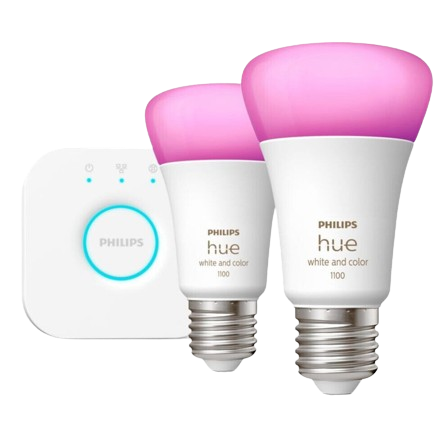 PHILIPS
PHILIPS
hue
white and color
1100
PHILIPS
hue
white and color
1100